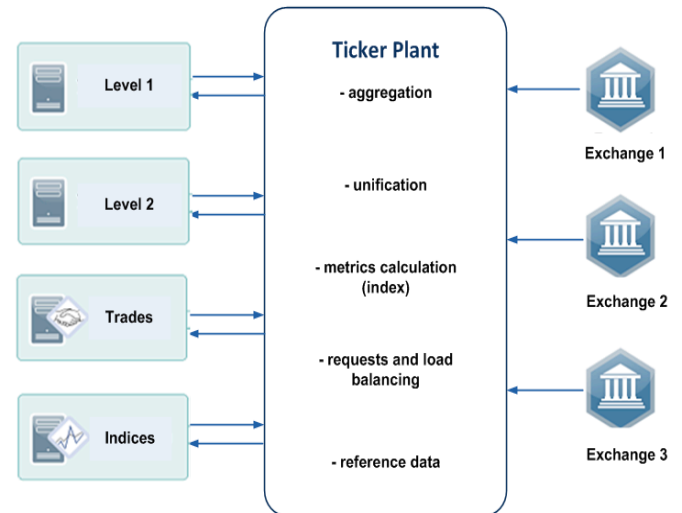 Ticker Plant
- aggregation
- unification
- metrics calculation
(index)
- requests and load
balancing
- reference data
Level 1
Level 2
Trades
Indices
Exchange 1
Exchange 2
Exchange 3